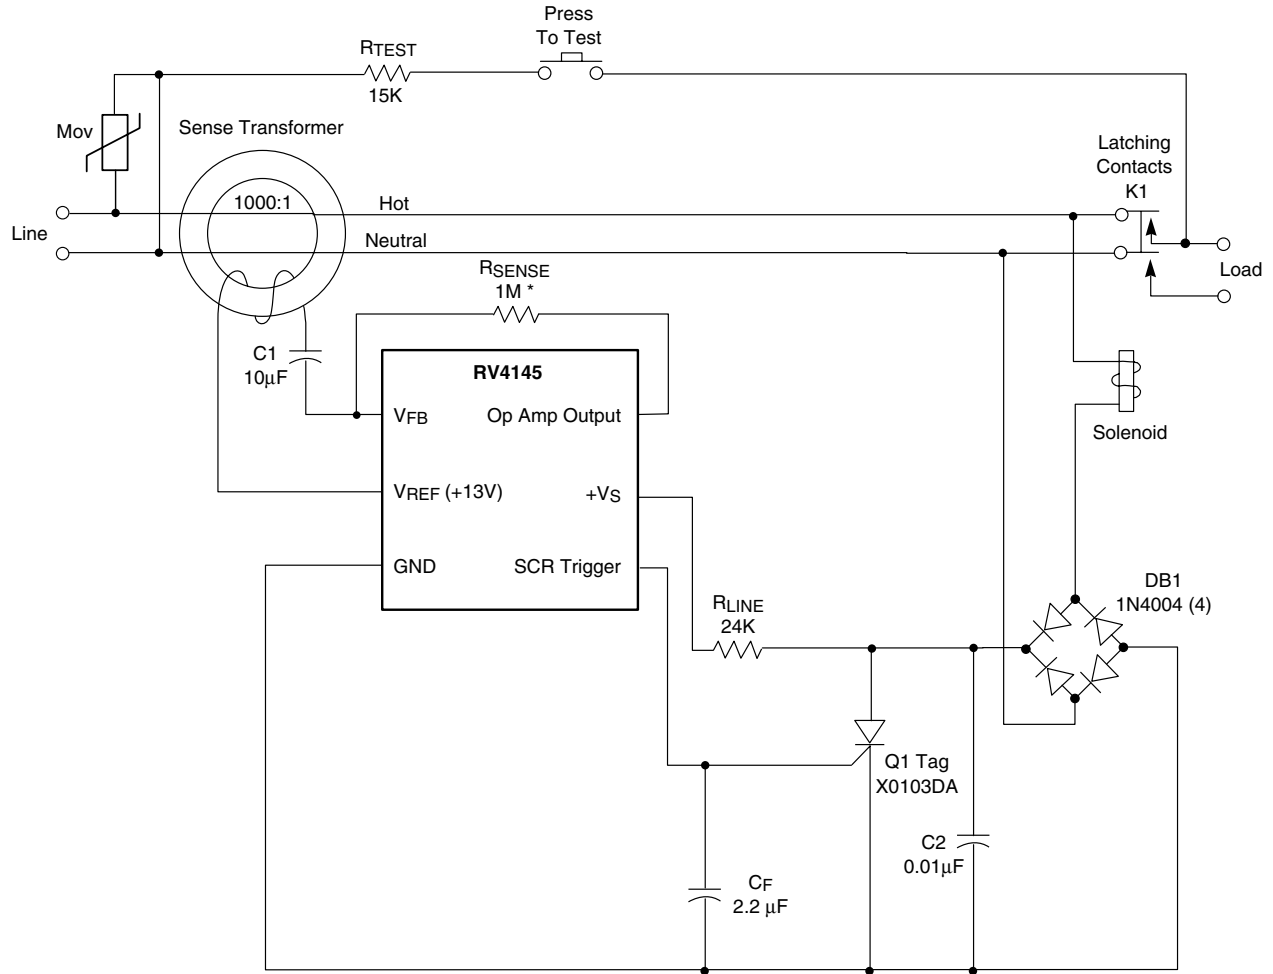 Press
To Test
RTEST
15K
Mov
Sense Transformer
Latching
Contacts
K1
1000:1
Hot
Line
Neutral
Load
RSENSE
1M *
C1
10μF
RV4145
VFB
Op Amp Output
Solenoid
VREF (+13V)
+VS
GND
SCR Trigger
DB1
1N4004 (4)
RLINE
24K
Q1 Tag
X0103DA
C2
0.01μF
CF
2.2 μF